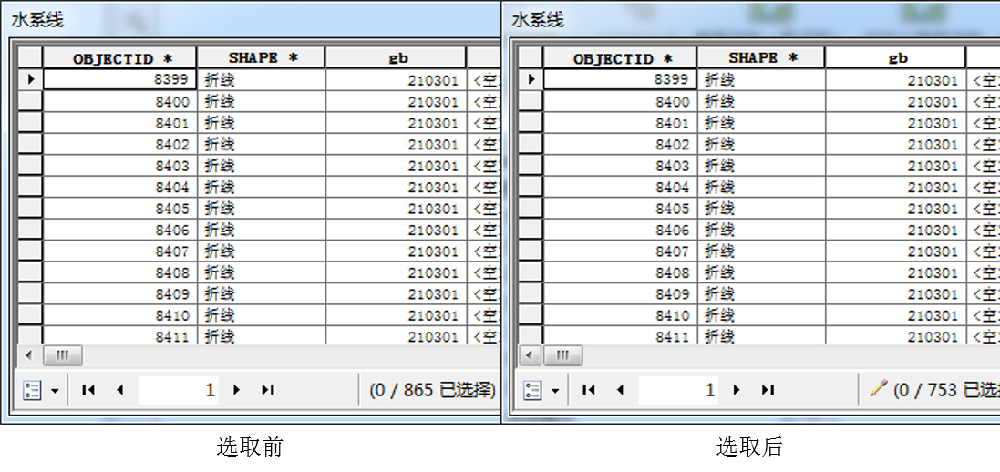 水系线
OBJECTID * SHAPE * gb
8399 折线 210301 <空
8400 折线 210301 <空
8401 折线 210301 <空
8402 折线 210301 <空
8403 折线 210301 <空
8404 折线 210301 <空
8405 折线 210301 <空
8406 折线 210301 <空
8407 折线 210301 <空
8408 折线 210301 <空
8409 折线 210301 <空
8410 折线 210301 <空
8411 折线 210301 <空
1 (0 / 865 已选择)
选取前
水系线
OBJECTID * SHAPE * gb
8399 折线 210301 <空
8400 折线 210301 <空
8401 折线 210301 <空
8402 折线 210301 <空
8403 折线 210301 <空
8404 折线 210301 <空
8405 折线 210301 <空
8406 折线 210301 <空
8407 折线 210301 <空
8408 折线 210301 <空
8409 折线 210301 <空
8410 折线 210301 <空
8411 折线 210301 <空
1 (0 / 753 已选
选取后